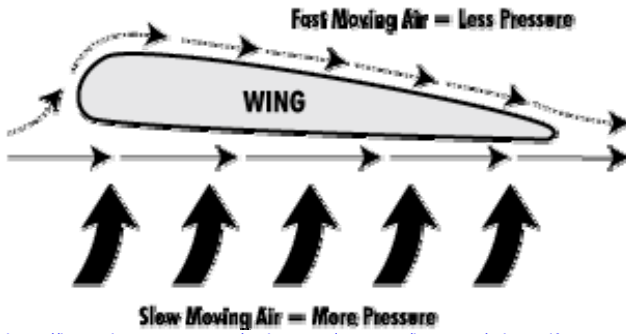 Fast Moving Air = Less Pressure
WING
Slow Moving Air = More Pressure